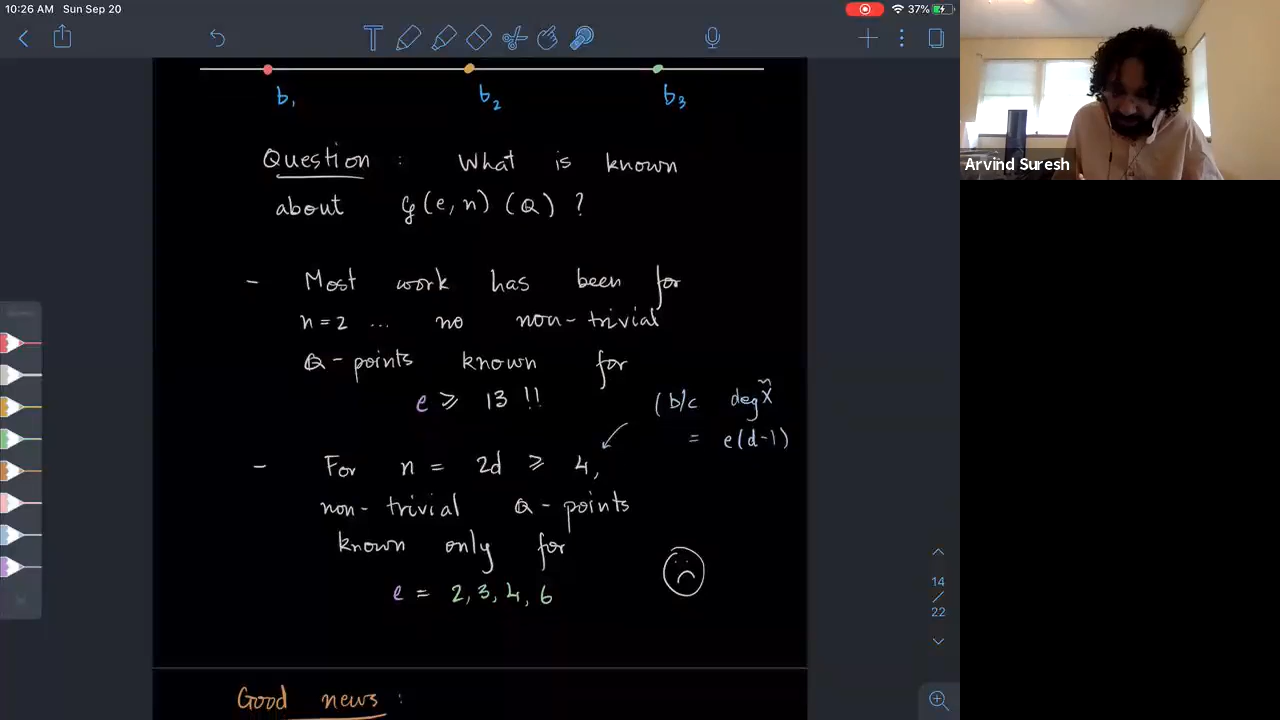 10:26 AM Sun Sep 20
37%
b₁ b₂ b₃
Question : What is known
about 𝒢(e, n) (ℚ) ?
- Most work has been for
n = 2 ... no non-trivial
ℚ-points known for
e ≥ 13 !!
(b/c deg X̃
= e(d-1)
- For n = 2d ≥ 4,
non-trivial ℚ-points
known only for
e = 2, 3, 4, 6
14
/
22
Good news :
Arvind Suresh